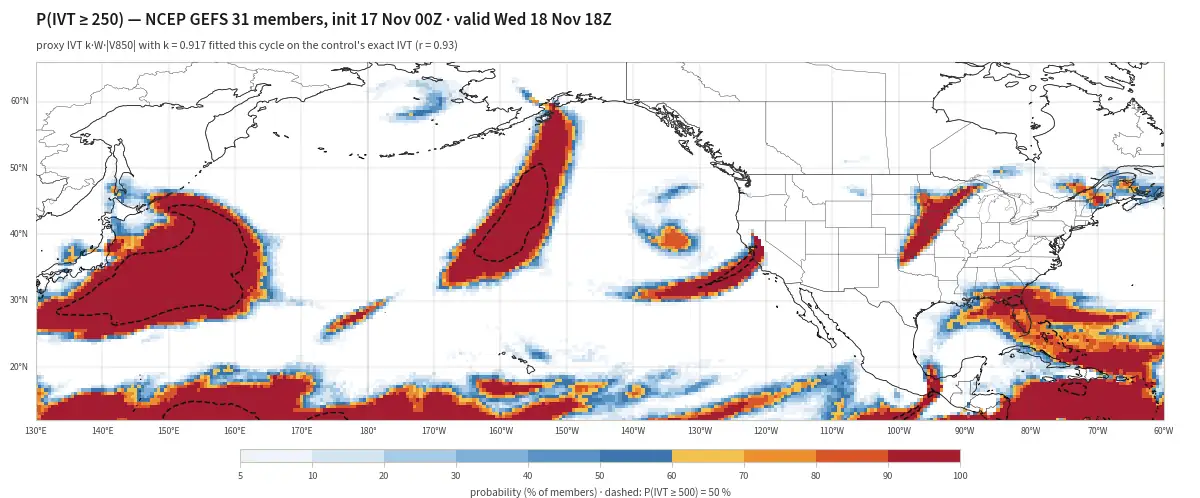 P(IVT ≥ 250) — NCEP GEFS 31 members, init 17 Nov 00Z · valid Wed 18 Nov 18Z
proxy IVT k·W·|V850| with k = 0.917 fitted this cycle on the control's exact IVT (r = 0.93)
60°N
50°N
40°N
30°N
20°N
130°E 140°E 150°E 160°E 170°E 180° 170°W 160°W 150°W 140°W 130°W 120°W 110°W 100°W 90°W 80°W 70°W 60°W
5 10 20 30 40 50 60 70 80 90 100
probability (% of members) · dashed: P(IVT ≥ 500) = 50 %